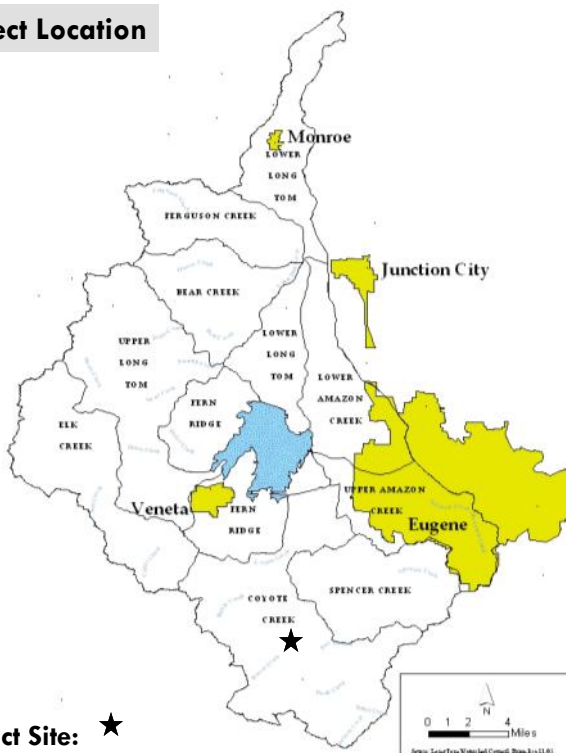 ect Location
Monroe
LOWER
LONG
TOM
FERGUSON CREEK
Junction City
BEAR CREEK
UPPER
LONG
TOM
LOWER
LONG
TOM
LOWER
AMAZON
CREEK
FERN
RIDGE
ELK
CREEK
Veneta
FERN
RIDGE
UPPER AMAZON
CREEK
Eugene
COYOTE
CREEK
SPENCER CREEK
N
0 1 2 4
Miles
ct Site: